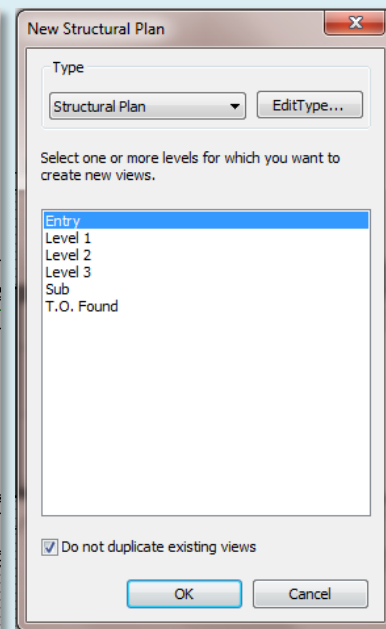 New Structural Plan
Type
Structural Plan
EditType...
Select one or more levels for which you want to
create new views.
Entry
Level 1
Level 2
Level 3
Sub
T.O. Found
Do not duplicate existing views
OK
Cancel